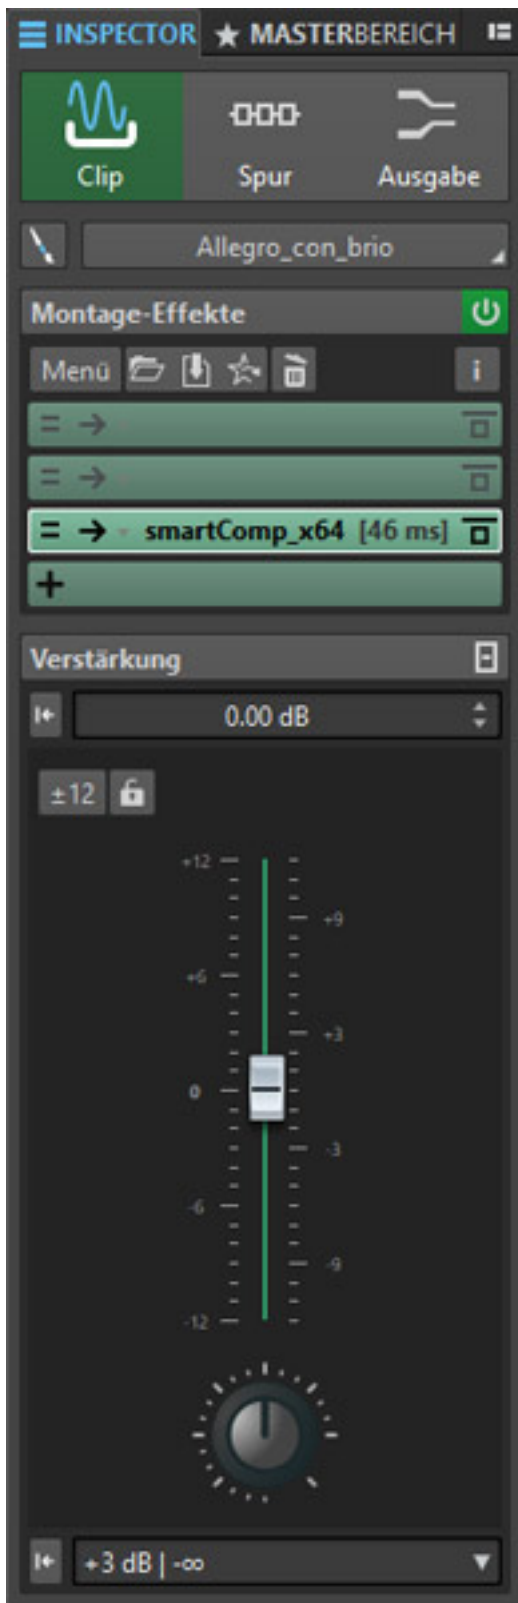 INSPECTOR MASTERBEREICH
Clip Spur Ausgabe
Allegro_con_brio
Montage-Effekte
Menü i
smartComp_x64 [46 ms]
Verstärkung
0.00 dB
±12
+12
+9
+6
+3
0
-3
-6
-9
-12
+3 dB | -∞